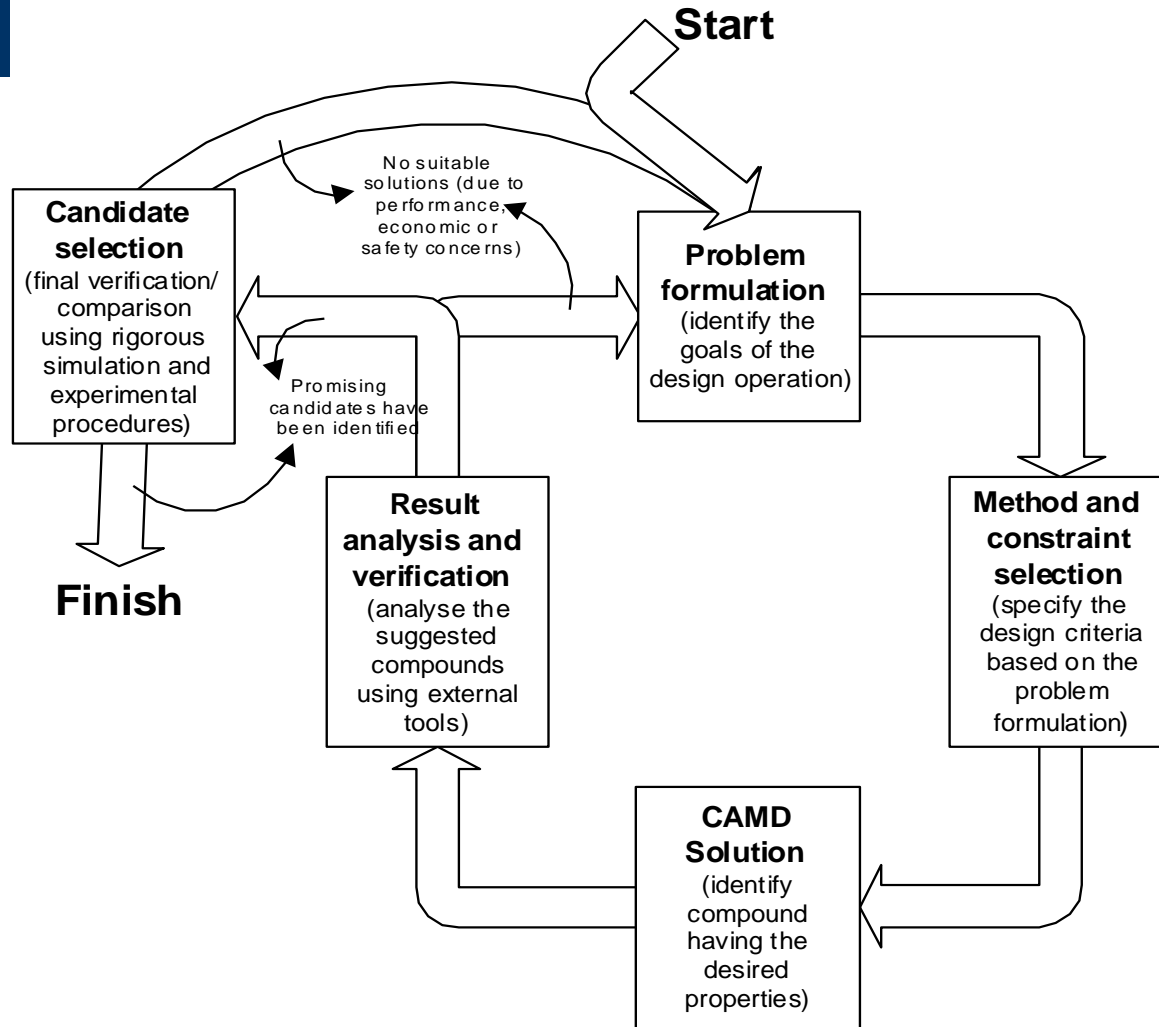 Start
No suitable
solutions (due to
performance,
economic or
safety concerns)
Candidate
selection
(final verification/
comparison
using rigorous
simulation and
experimental
procedures)
Problem
formulation
(identify the
goals of the
design operation)
Promising
candidates have
been identified
Finish
Result
analysis and
verification
(analyse the
suggested
compounds
using external
tools)
Method and
constraint
selection
(specify the
design criteria
based on the
problem
formulation)
CAMD
Solution
(identify
compound
having the
desired
properties)